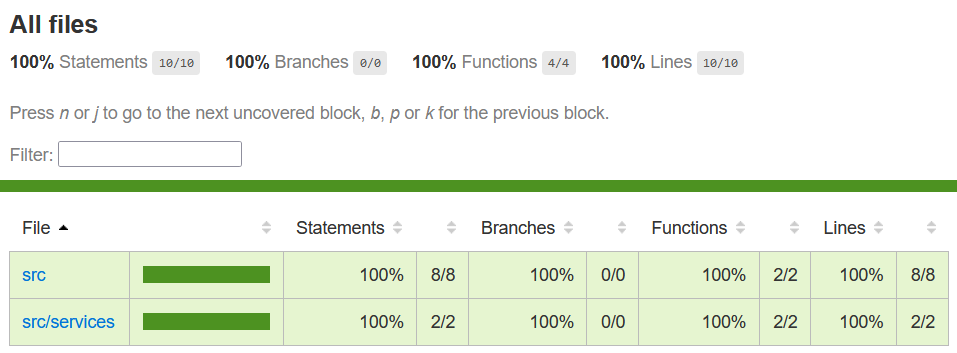 All files
100% Statements 10/10 100% Branches 0/0 100% Functions 4/4 100% Lines 10/10
Press n or j to go to the next uncovered block, b, p or k for the previous block.
Filter:
File Statements Branches Functions Lines
src 100% 8/8 100% 0/0 100% 2/2 100% 8/8
src/services 100% 2/2 100% 0/0 100% 2/2 100% 2/2